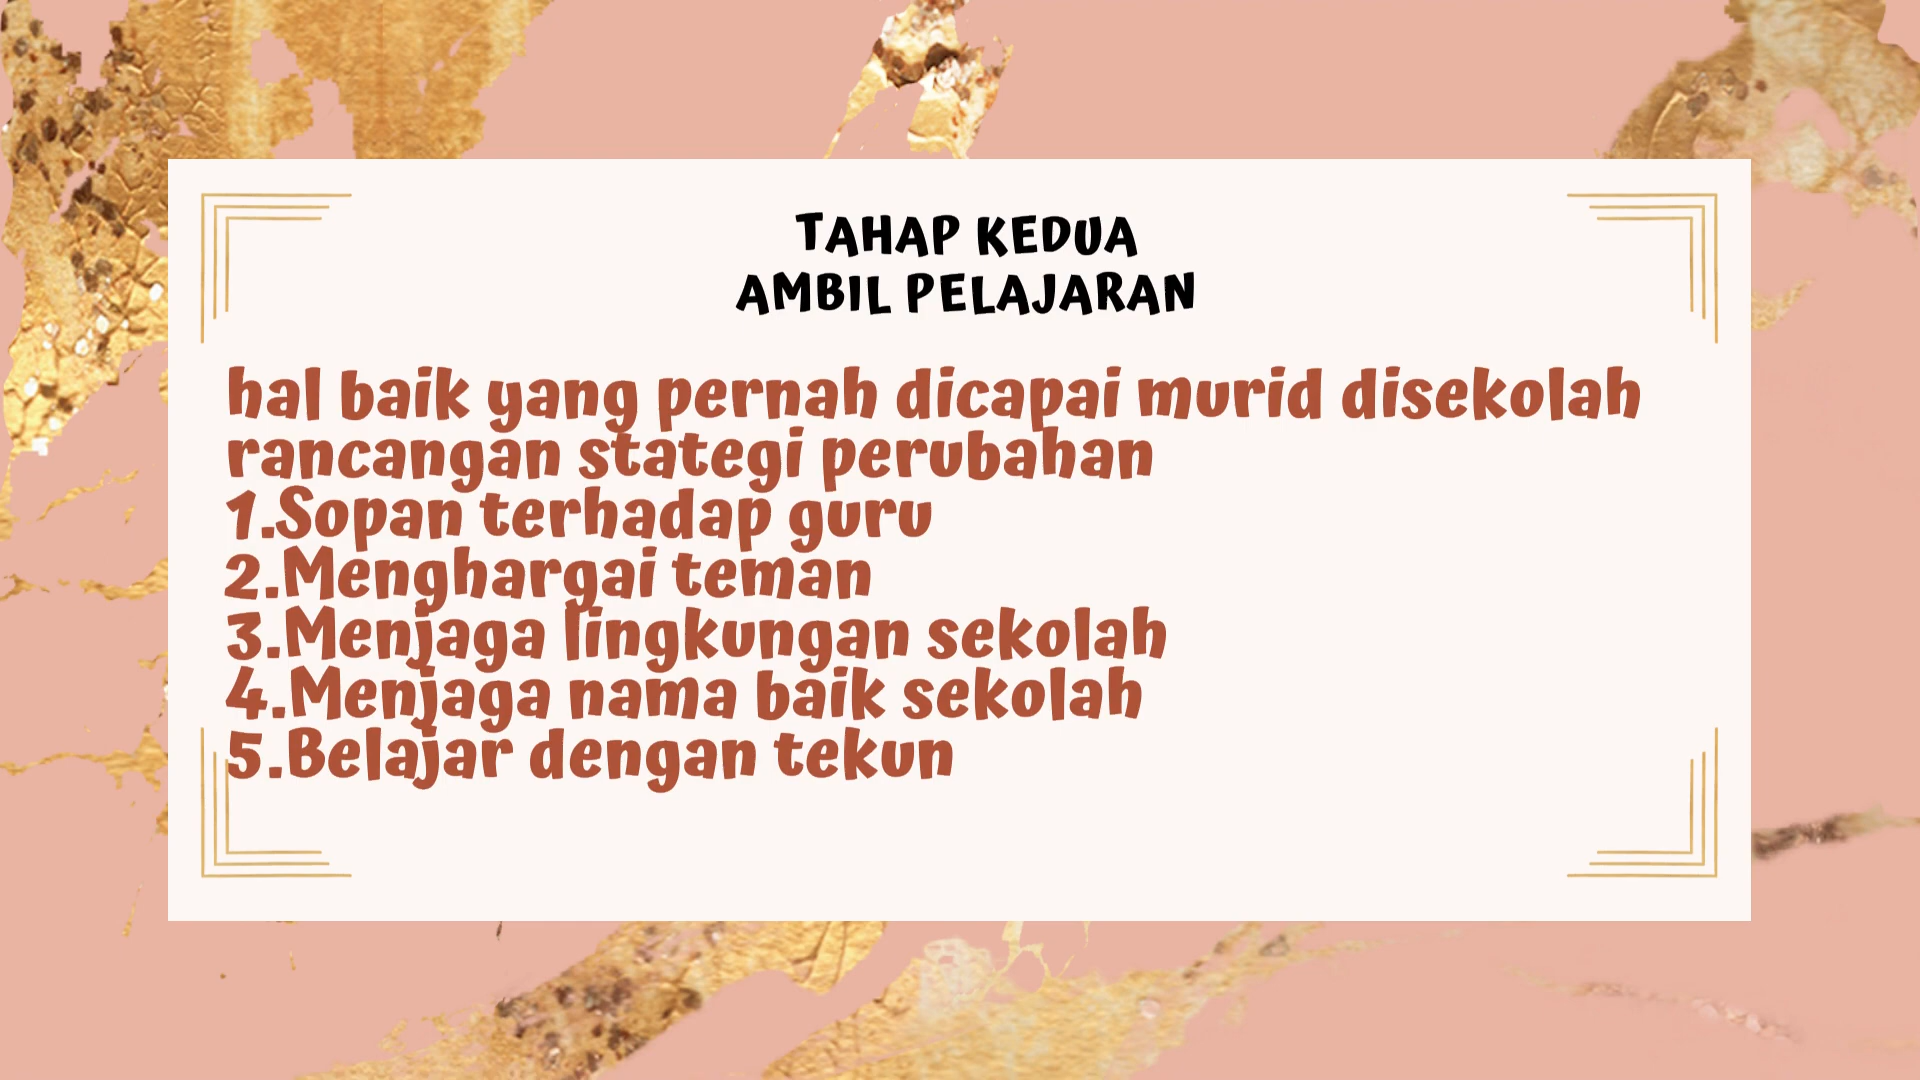 TAHAP KEDUA
AMBIL PELAJARAN
hal baik yang pernah dicapai murid disekolah
rancangan stategi perubahan
1.Sopan terhadap guru
2.Menghargai teman
3.Menjaga lingkungan sekolah
4.Menjaga nama baik sekolah
5.Belajar dengan tekun